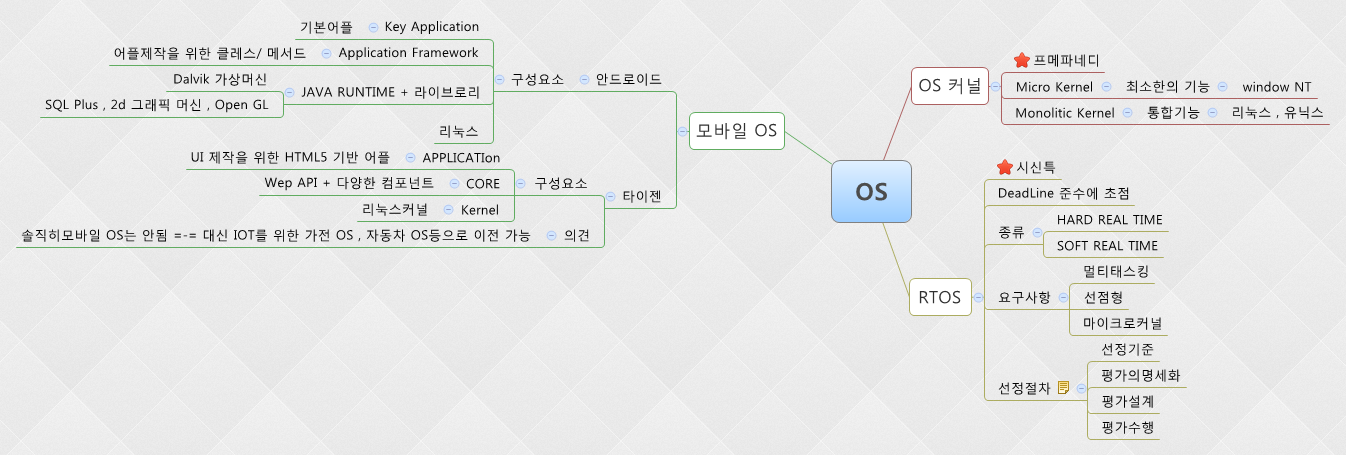 OS
OS 커널
프메파네디
Micro Kernel 최소한의 기능 window NT
Monolitic Kernel 통합기능 리눅스 , 유닉스
RTOS
시신특
DeadLine 준수에 초점
종류
HARD REAL TIME
SOFT REAL TIME
요구사항
멀티태스킹
선점형
마이크로커널
선정절차
선정기준
평가의명세화
평가설계
평가수행
모바일 OS
안드로이드
구성요소
Key Application 기본어플
Application Framework 어플제작을 위한 클레스/ 메서드
JAVA RUNTIME + 라이브로리
Dalvik 가상머신
SQL Plus , 2d 그래픽 머신 , Open GL
리눅스
타이젠
구성요소
APPLICATIon UI 제작을 위한 HTML5 기반 어플
CORE Wep API + 다양한 컴포넌트
Kernel 리눅스커널
의견 솔직히모바일 OS는 안됨 =-= 대신 IOT를 위한 가전 OS , 자동차 OS등으로 이전 가능